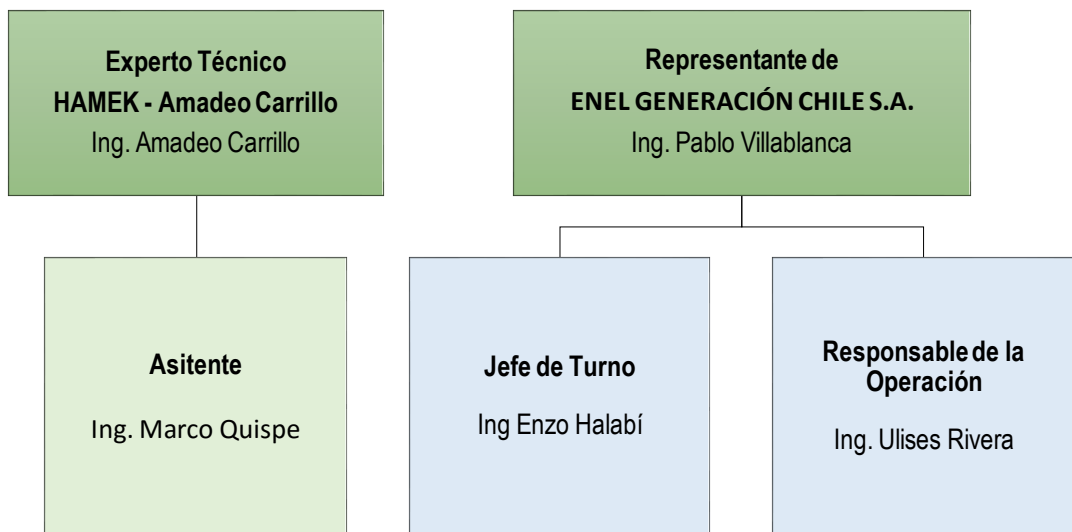 Experto Técnico
HAMEK - Amadeo Carrillo
Ing. Amadeo Carrillo
Representante de
ENEL GENERACIÓN CHILE S.A.
Ing. Pablo Villablanca
Asitente
Ing. Marco Quispe
Jefe de Turno
Ing Enzo Halabí
Responsable de la
Operación
Ing. Ulises Rivera